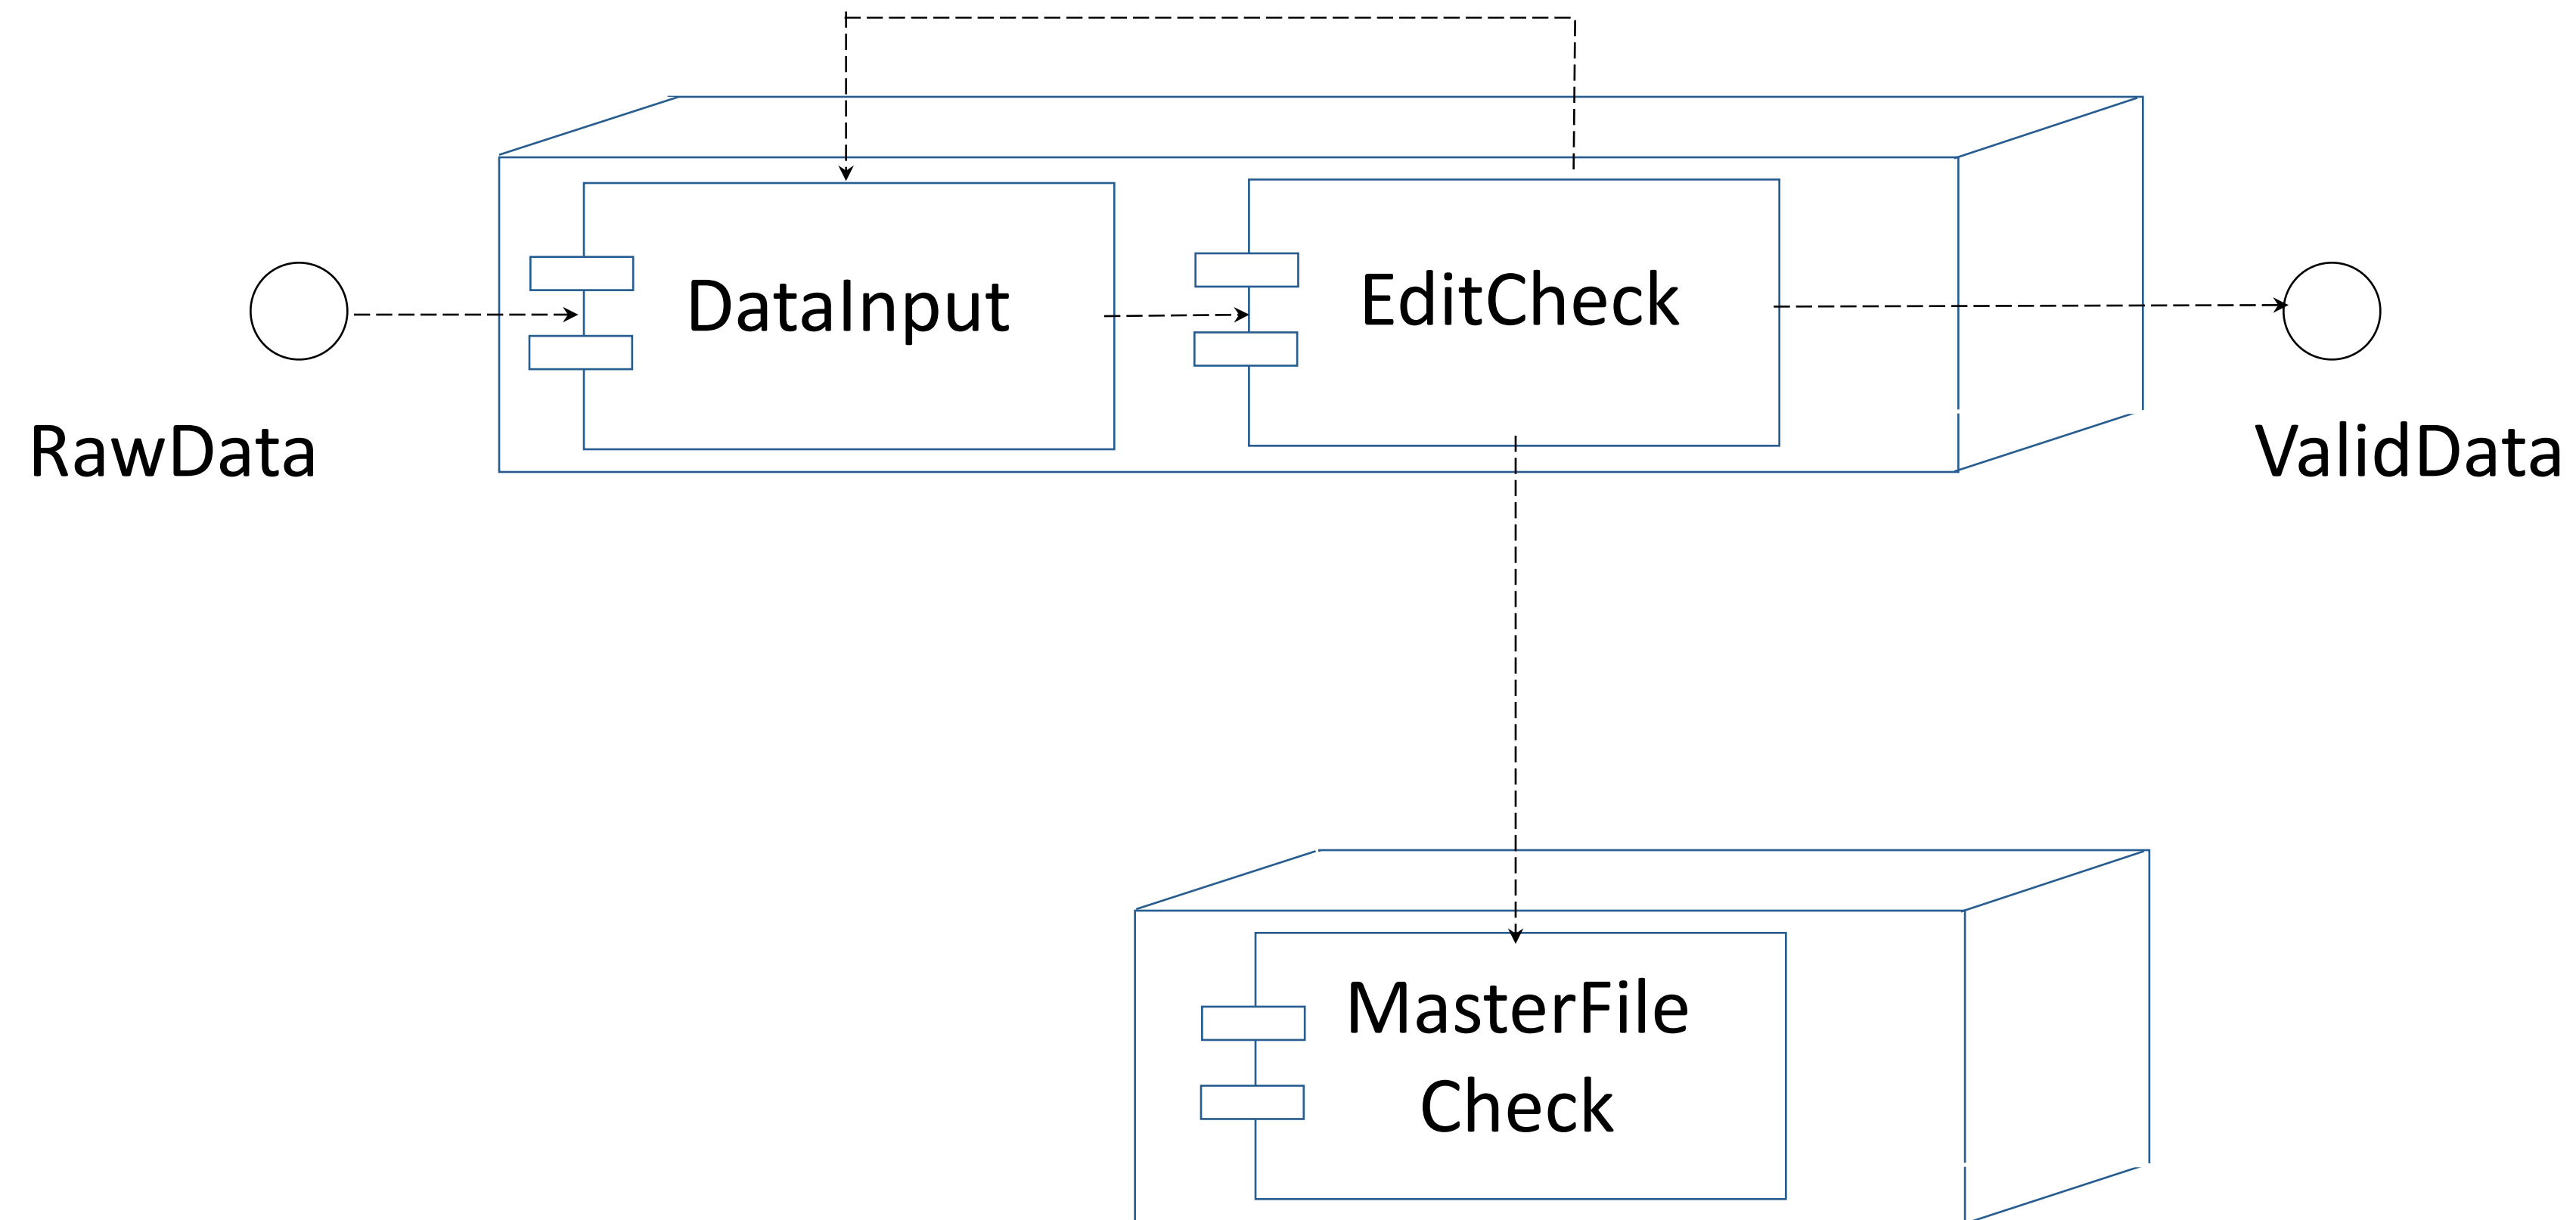 DataInput
EditCheck
RawData
ValidData
MasterFile
Check